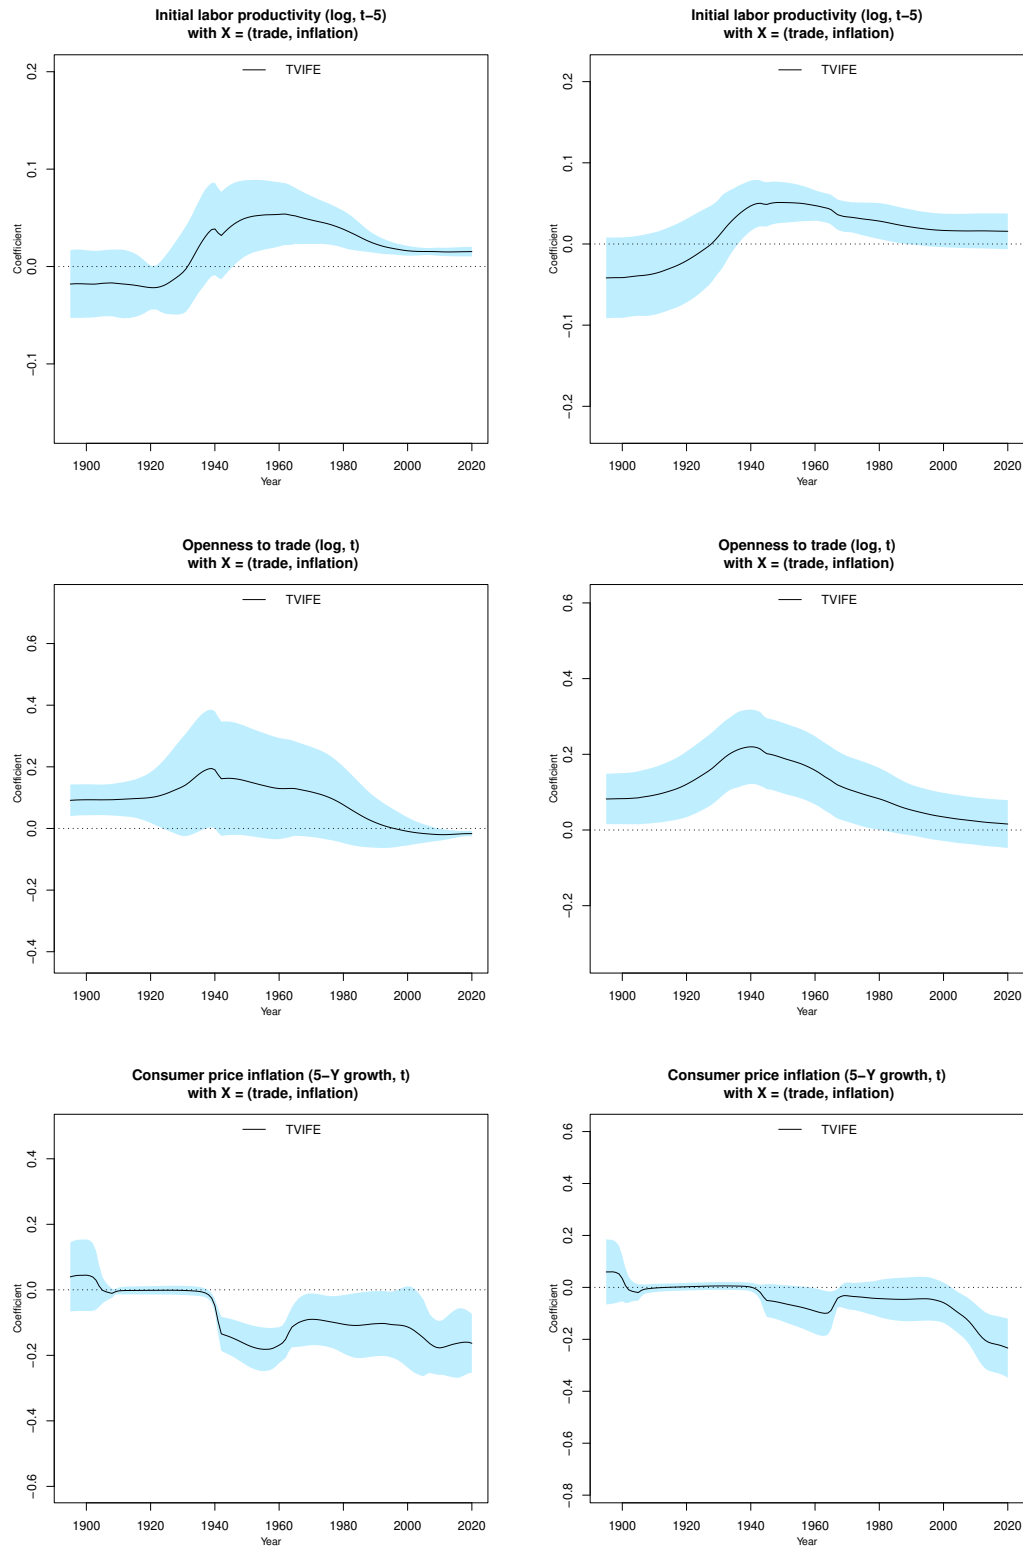 Initial labor productivity (log, t−5)
with X = (trade, inflation)
TVIFE
Coefficient
0.2
0.1
0.0
−0.1
1900 1920 1940 1960 1980 2000 2020
Year
Initial labor productivity (log, t−5)
with X = (trade, inflation)
TVIFE
Coefficient
0.2
0.1
0.0
−0.1
−0.2
1900 1920 1940 1960 1980 2000 2020
Year
Openness to trade (log, t)
with X = (trade, inflation)
TVIFE
Coefficient
0.6
0.4
0.2
0.0
−0.2
−0.4
1900 1920 1940 1960 1980 2000 2020
Year
Openness to trade (log, t)
with X = (trade, inflation)
TVIFE
Coefficient
0.6
0.4
0.2
0.0
−0.2
1900 1920 1940 1960 1980 2000 2020
Year
Consumer price inflation (5−Y growth, t)
with X = (trade, inflation)
TVIFE
Coefficient
0.4
0.2
0.0
−0.2
−0.4
−0.6
1900 1920 1940 1960 1980 2000 2020
Year
Consumer price inflation (5−Y growth, t)
with X = (trade, inflation)
TVIFE
Coefficient
0.6
0.4
0.2
0.0
−0.2
−0.4
−0.6
−0.8
1900 1920 1940 1960 1980 2000 2020
Year